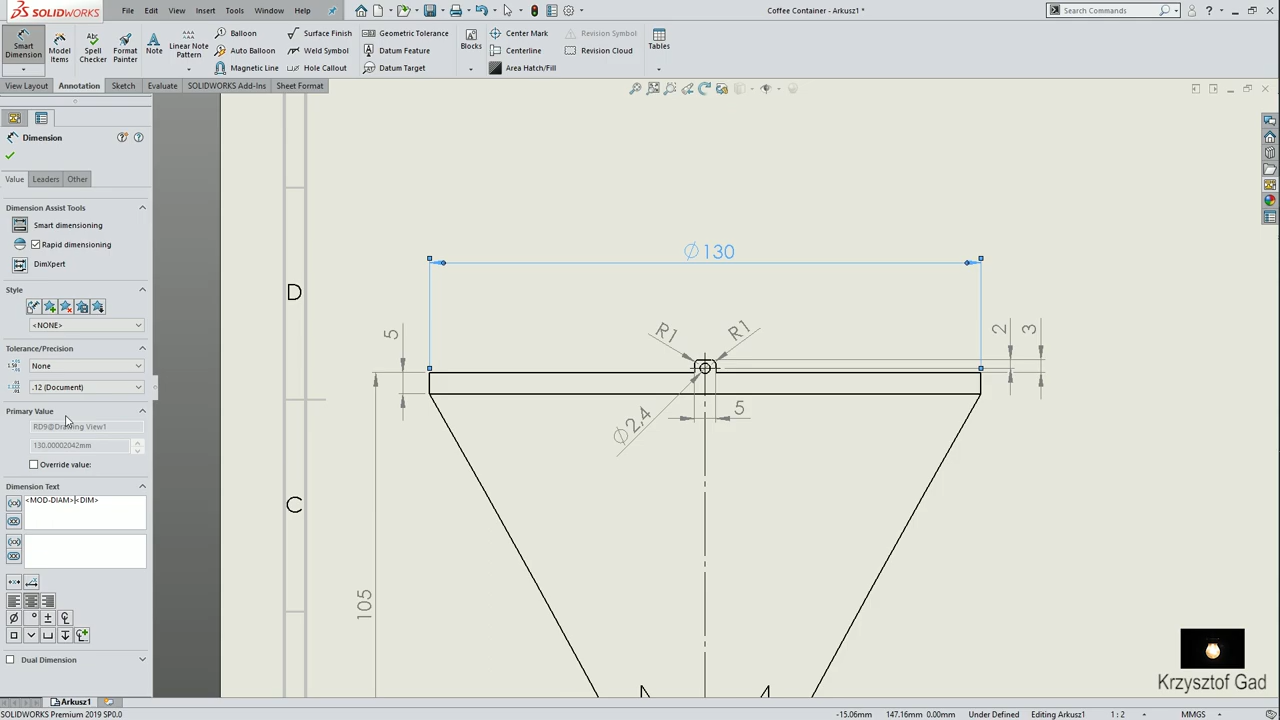 SOLIDWORKS
File Edit View Insert Tools Window Help
Coffee Container - Arkusz1 *
Search Commands
Smart Dimension
Model Items
Spell Checker
Format Painter
Note
Linear Note Pattern
Balloon
Auto Balloon
Magnetic Line
Surface Finish
Weld Symbol
Hole Callout
Geometric Tolerance
Datum Feature
Datum Target
Blocks
Center Mark
Centerline
Area Hatch/Fill
Revision Symbol
Revision Cloud
Tables
View Layout Annotation Sketch Evaluate SOLIDWORKS Add-Ins Sheet Format
Dimension
Value Leaders Other
Dimension Assist Tools
Smart dimensioning
Rapid dimensioning
DimXpert
Style
<NONE>
Tolerance/Precision
None
.12 (Document)
Primary Value
RD9@Drawing View1
130.00002042mm
Override value:
Dimension Text
<MOD-DIAM><DIM>
Dual Dimension
D
C
∅130
5
R1
R1
2
3
∅2,4
5
105
Krzysztof Gad
Arkusz1
SOLIDWORKS Premium 2019 SP0.0
-15.06mm 147.16mm 0.00mm Under Defined Editing Arkusz1 1 : 2 MMGS